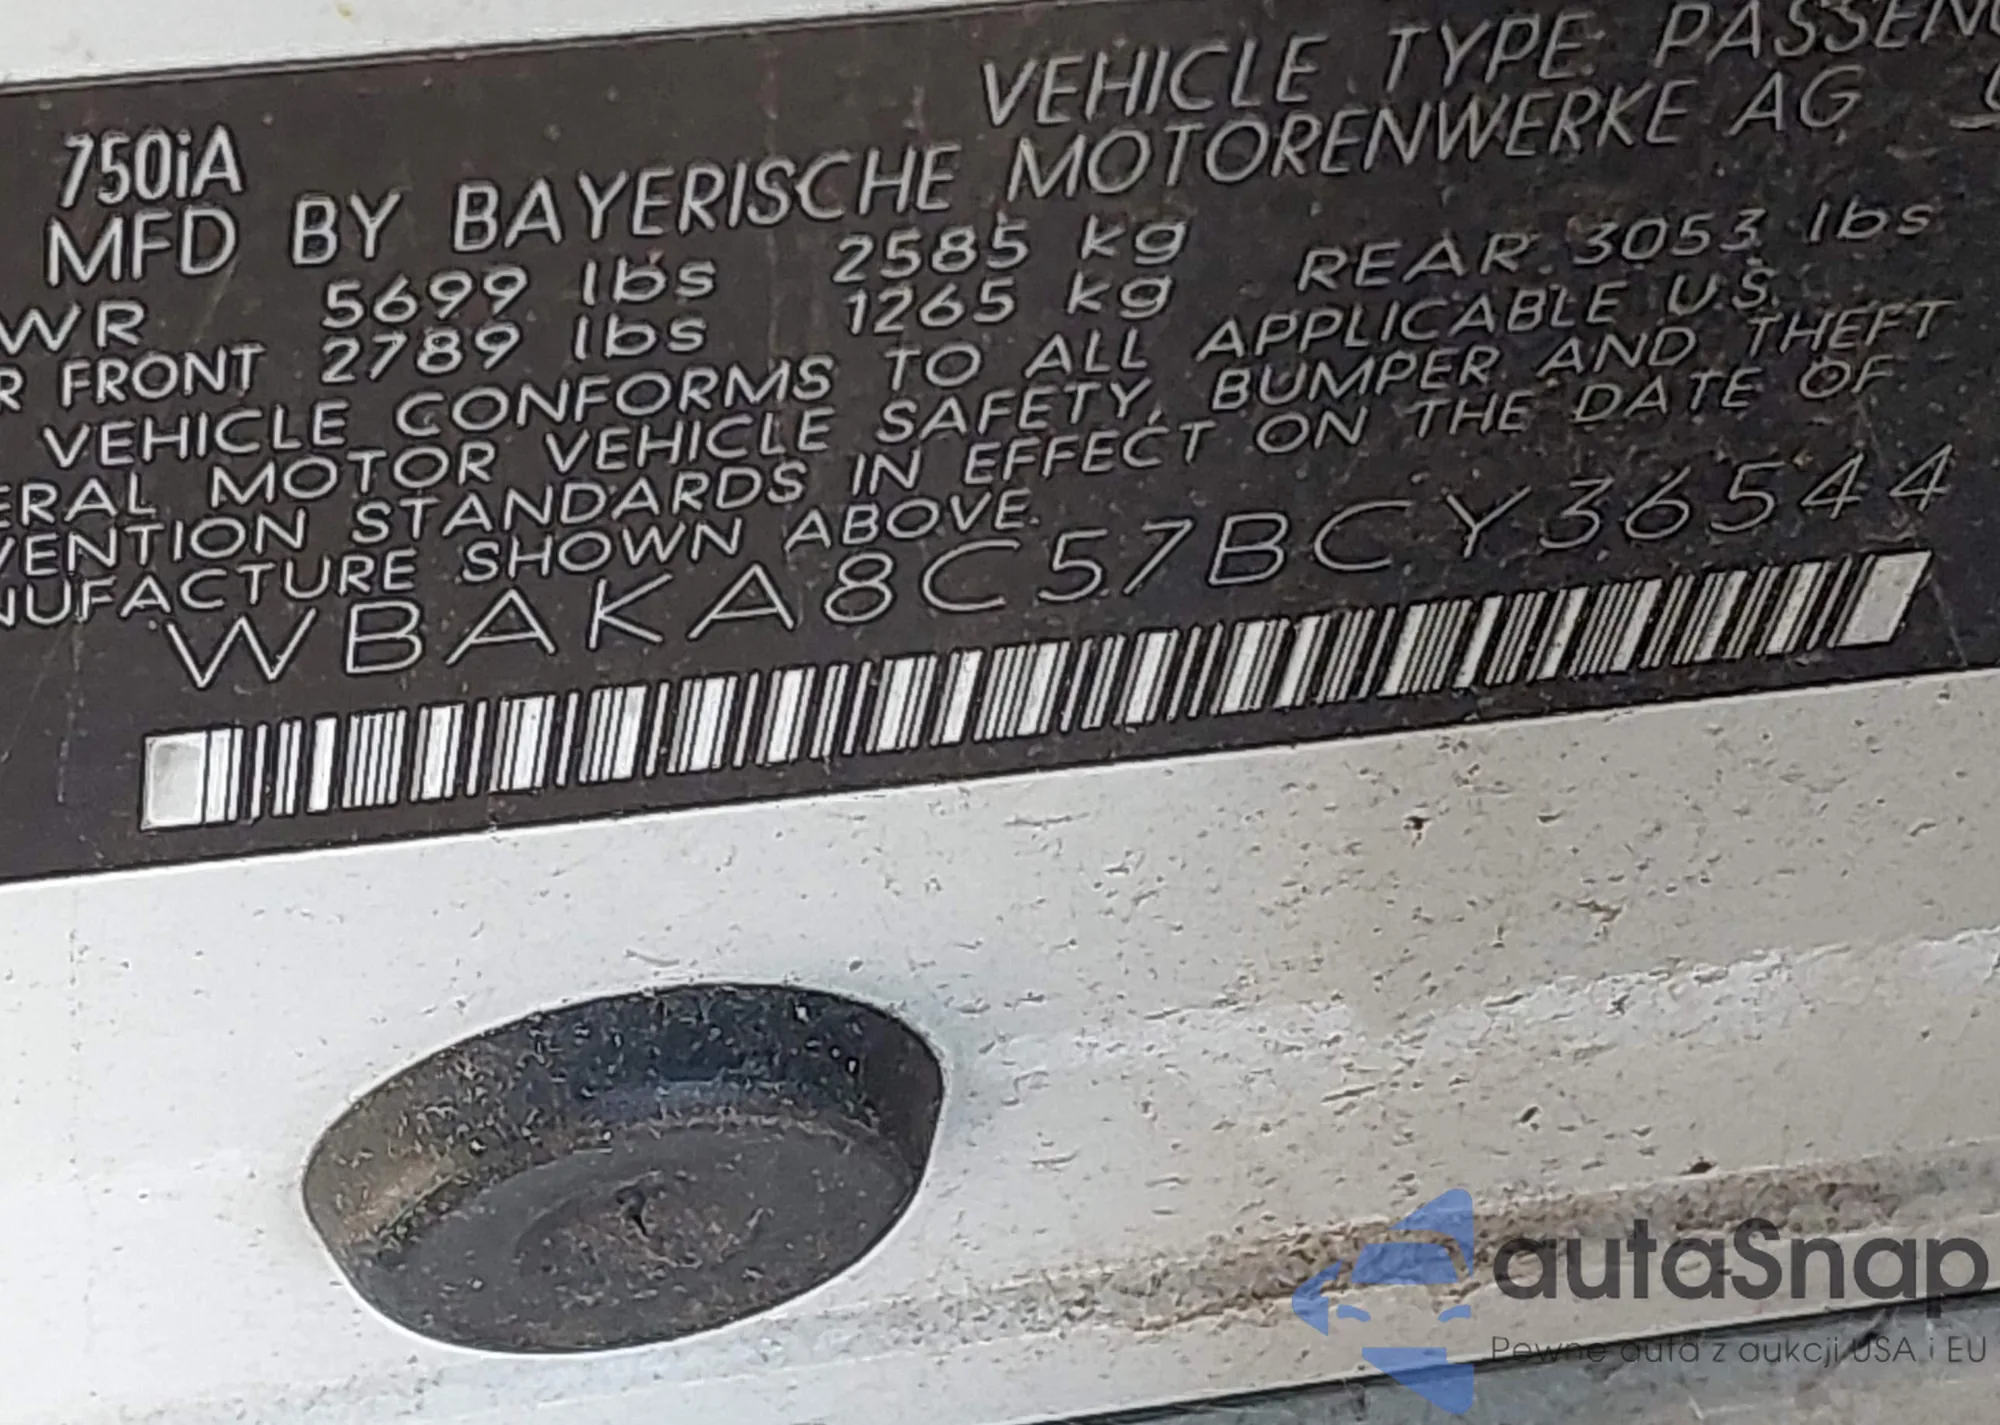 VEHICLE TYPE PASSEN
750iA
MFD BY BAYERISCHE MOTORENWERKE AG
WR 5699 lbs 2585 kg
R FRONT 2789 lbs 1265 kg REAR 3053 lbs
VEHICLE CONFORMS TO ALL APPLICABLE U.S.
ERAL MOTOR VEHICLE SAFETY, BUMPER AND THEFT
VENTION STANDARDS IN EFFECT ON THE DATE OF
NUFACTURE SHOWN ABOVE.
WBAKA8C57BCY36544
autaSnap
Pewne auta z aukcji USA i EU